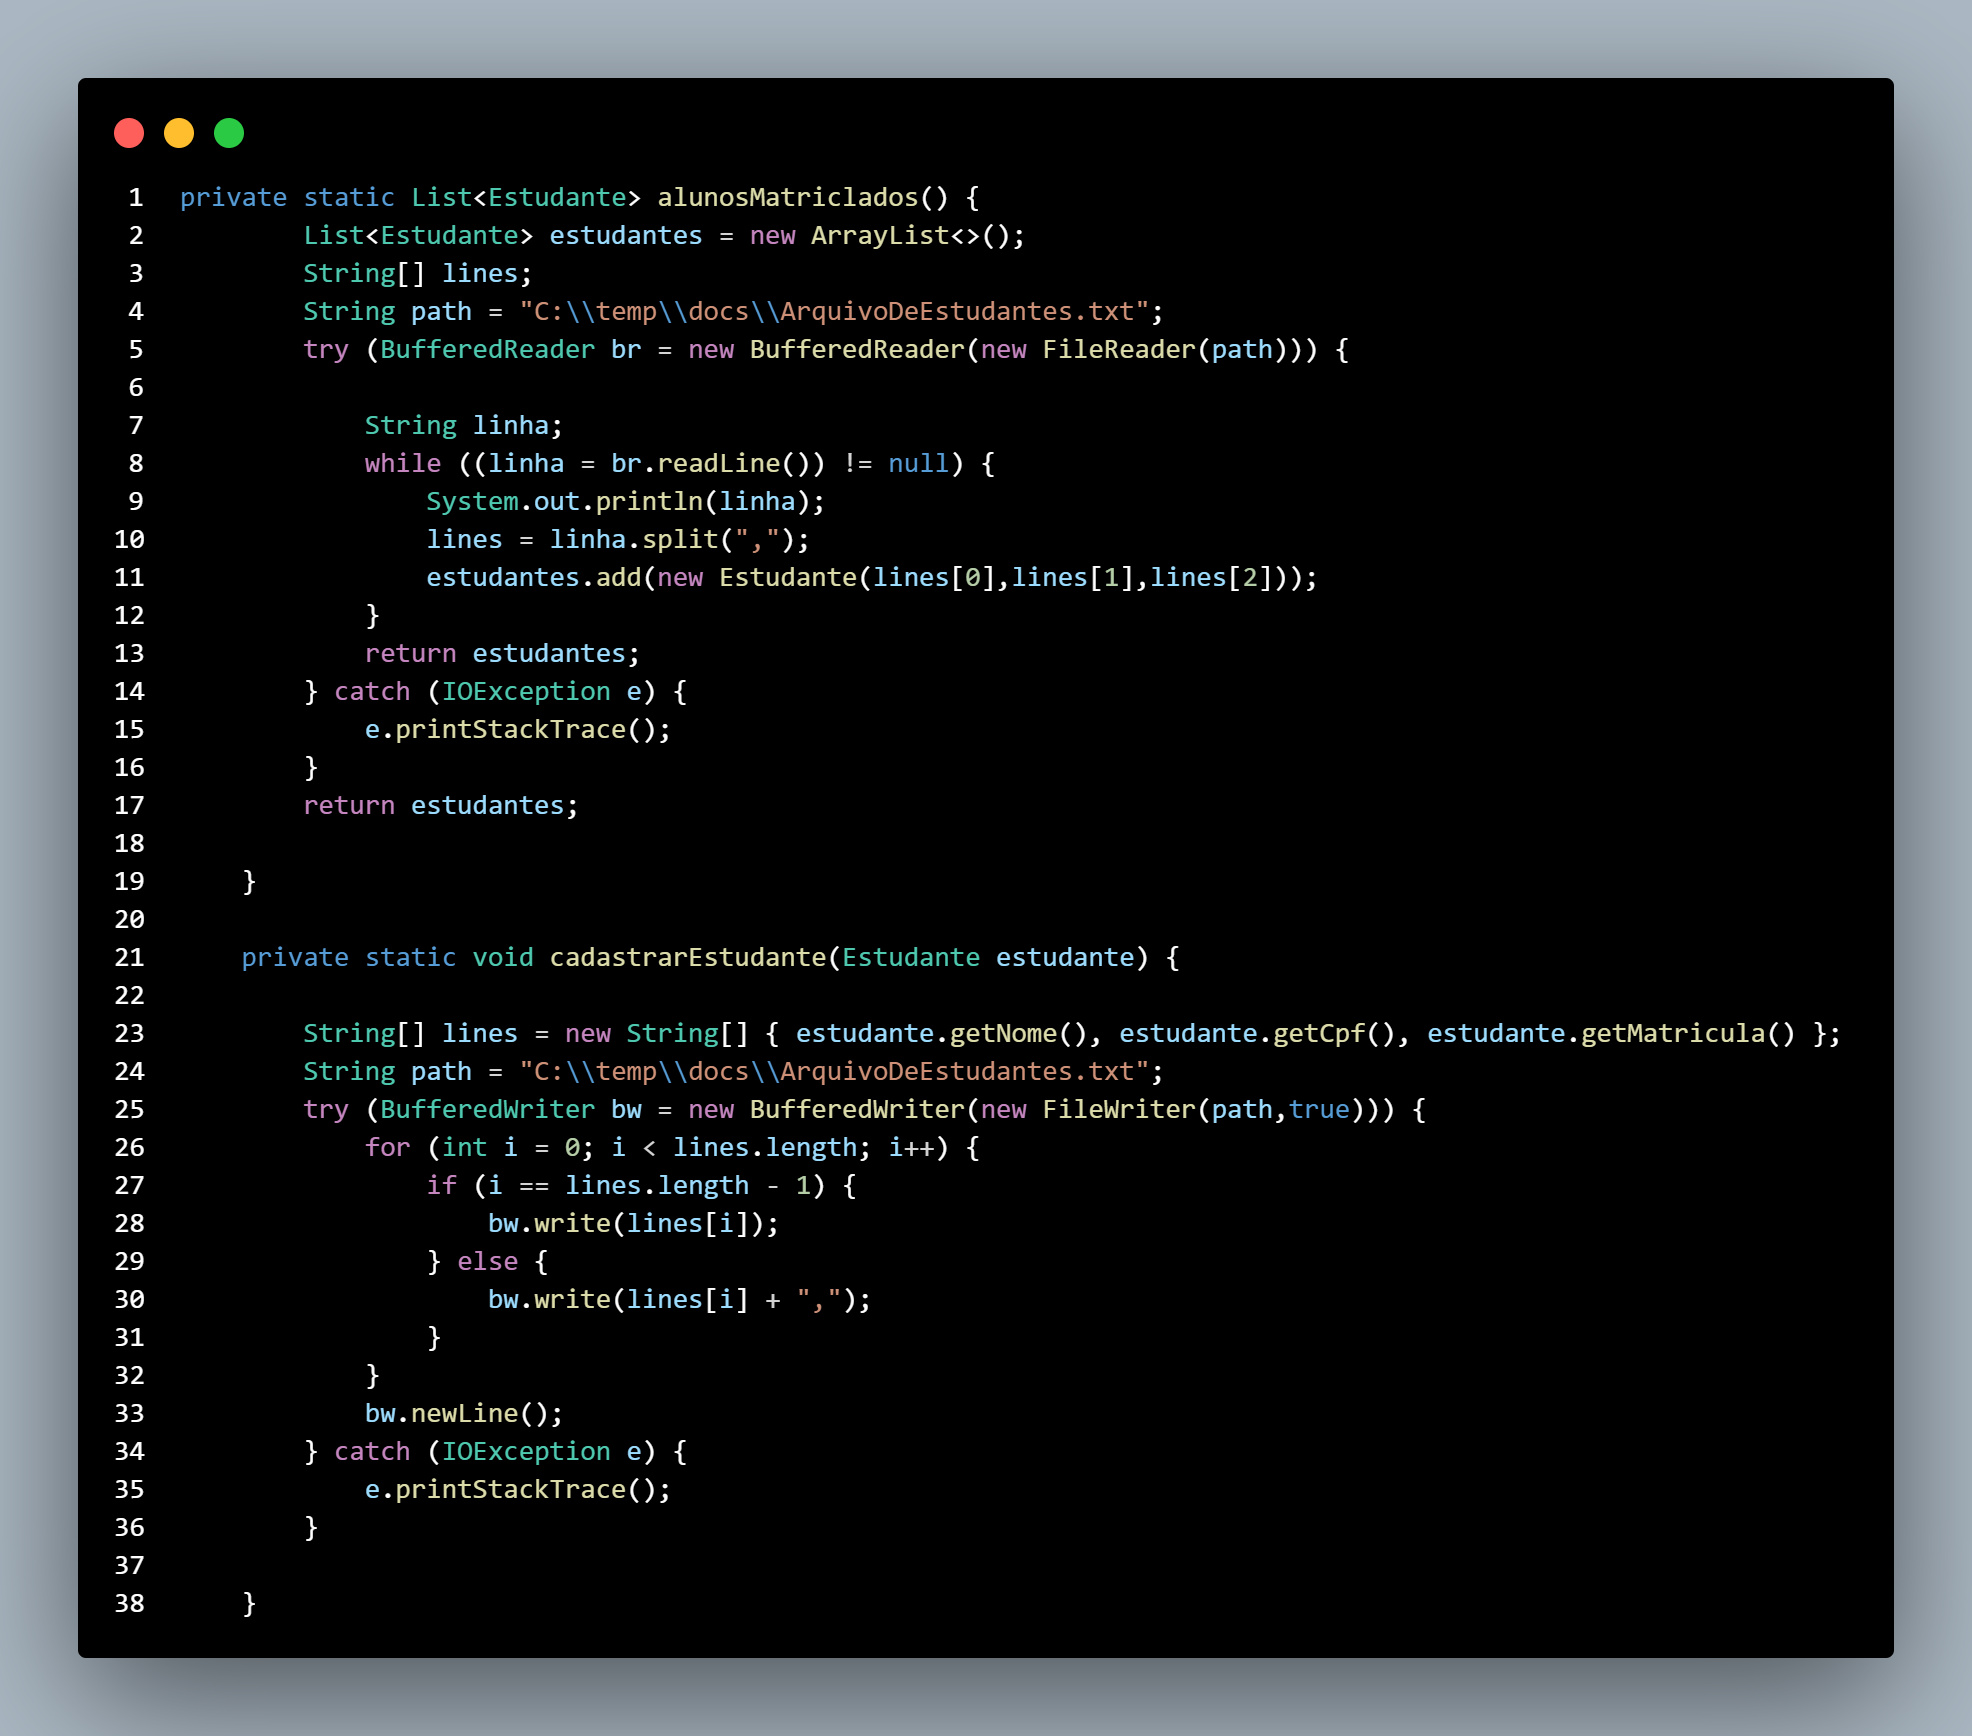 1 private static List<Estudante> alunosMatriclados() {
2 List<Estudante> estudantes = new ArrayList<>();
3 String[] lines;
4 String path = "C:\\temp\\docs\\ArquivoDeEstudantes.txt";
5 try (BufferedReader br = new BufferedReader(new FileReader(path))) {
6
7 String linha;
8 while ((linha = br.readLine()) != null) {
9 System.out.println(linha);
10 lines = linha.split(",");
11 estudantes.add(new Estudante(lines[0],lines[1],lines[2]));
12 }
13 return estudantes;
14 } catch (IOException e) {
15 e.printStackTrace();
16 }
17 return estudantes;
18
19 }
20
21 private static void cadastrarEstudante(Estudante estudante) {
22
23 String[] lines = new String[] { estudante.getNome(), estudante.getCpf(), estudante.getMatricula() };
24 String path = "C:\\temp\\docs\\ArquivoDeEstudantes.txt";
25 try (BufferedWriter bw = new BufferedWriter(new FileWriter(path,true))) {
26 for (int i = 0; i < lines.length; i++) {
27 if (i == lines.length - 1) {
28 bw.write(lines[i]);
29 } else {
30 bw.write(lines[i] + ",");
31 }
32 }
33 bw.newLine();
34 } catch (IOException e) {
35 e.printStackTrace();
36 }
37
38 }